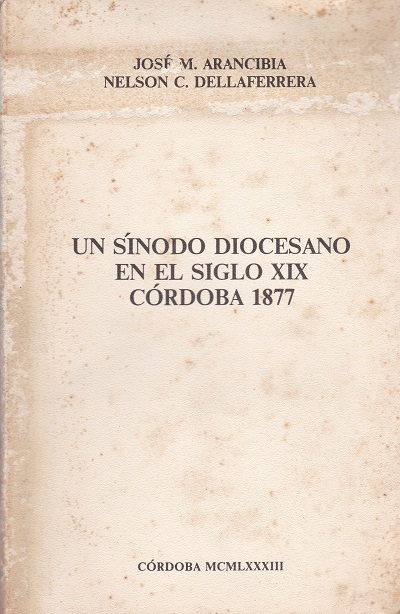 JOSÉ M. ARANCIBIA
NELSON C. DELLAFERRERA
UN SÍNODO DIOCESANO
EN EL SIGLO XIX
CÓRDOBA 1877
CÓRDOBA MCMLXXXIII